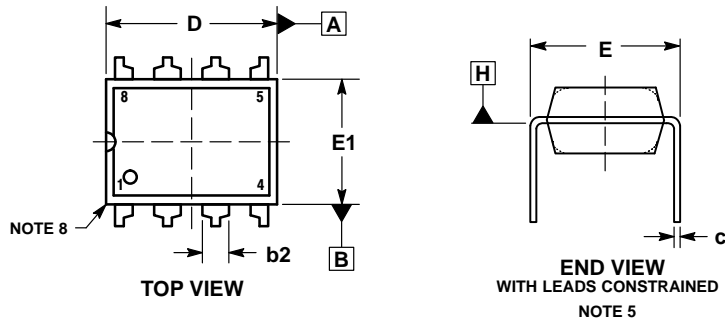 D
A
8
5
E1
1
4
NOTE 8
b2
B
TOP VIEW
E
H
c
END VIEW
WITH LEADS CONSTRAINED
NOTE 5